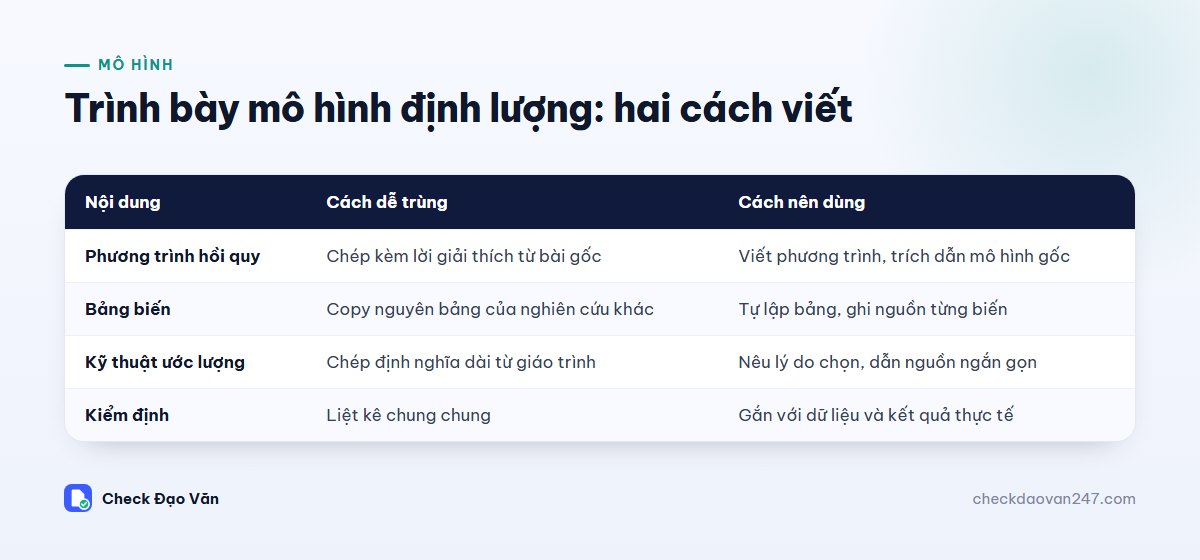 MÔ HÌNH
Trình bày mô hình định lượng: hai cách viết
Nội dung Cách dễ trùng Cách nên dùng
Phương trình hồi quy Chép kèm lời giải thích từ bài gốc Viết phương trình, trích dẫn mô hình gốc
Bảng biến Copy nguyên bảng của nghiên cứu khác Tự lập bảng, ghi nguồn từng biến
Kỹ thuật ước lượng Chép định nghĩa dài từ giáo trình Nêu lý do chọn, dẫn nguồn ngắn gọn
Kiểm định Liệt kê chung chung Gắn với dữ liệu và kết quả thực tế
Check Đạo Văn checkdaovan247.com